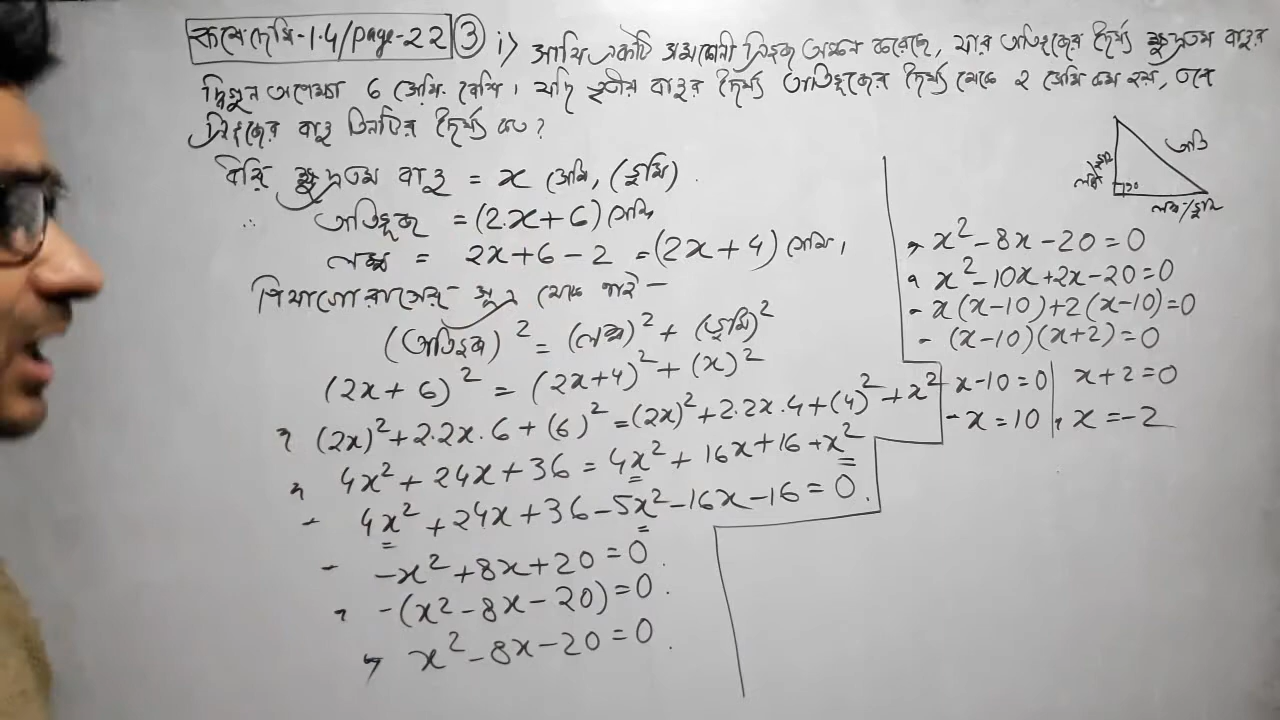 কষে দেখি-1.4/page-22 ③ i) আমি একটি সমকোনী ত্রিভুজ অঙ্কন করেছি, যার অতিভূজের দৈর্ঘ্য ক্ষুদ্রতম বাহুর
দ্বিগুন অপেক্ষা 6 সেমি. বেশি। যদি তৃতীয় বাহুর দৈর্ঘ্য অতিভূজের দৈর্ঘ্য থেকে 2 সেমি কম হয়, তবে
ত্রিভুজের বাহু তিনটির দৈর্ঘ্য কত?
ধরি ক্ষুদ্রতম বাহু = x সেমি, (ভূমি).
∴ অতিভূজ = (2.x+6) সেমি
লম্ব = 2x+6-2 = (2x+4) সেমি,
পিথাগোরাসের সূত্র থেকে পাই —
(অতিভূজ)² = (লম্ব)² + (ভূমি)²
(2x+6)² = (2x+4)² + (x)²
(2x)²+2.2x.6+(6)² = (2x)²+2.2x.4+(4)²+x²
4x²+24x+36 = 4x²+16x+16+x²
4x²+24x+36-5x²-16x-16=0.
-x²+8x+20=0.
-(x²-8x-20)=0.
x²-8x-20=0.
অতি
90
লম্ব/ভূমি
x²-8x-20=0
x²-10x+2x-20=0
x(x-10)+2(x-10)=0
(x-10)(x+2)=0
x-10=0 x+2=0
x=10 x=-2